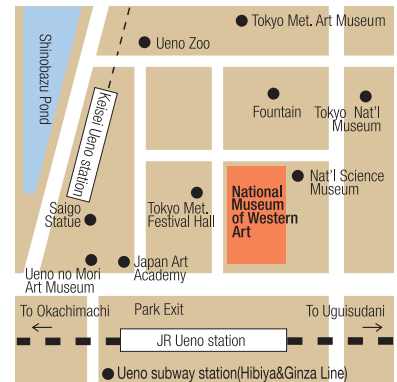 Tokyo Met. Art Museum
Ueno Zoo
Shinobazu Pond
Keisei Ueno station
Fountain
Tokyo Nat'l
Museum
Nat'l Science
Museum
National
Museum
of Western
Art
Tokyo Met.
Festival Hall
Saigo
Statue
Japan Art
Academy
Ueno no Mori
Art Museum
To Okachimachi
Park Exit
To Uguisudani
JR Ueno station
Ueno subway station(Hibiya&Ginza Line)